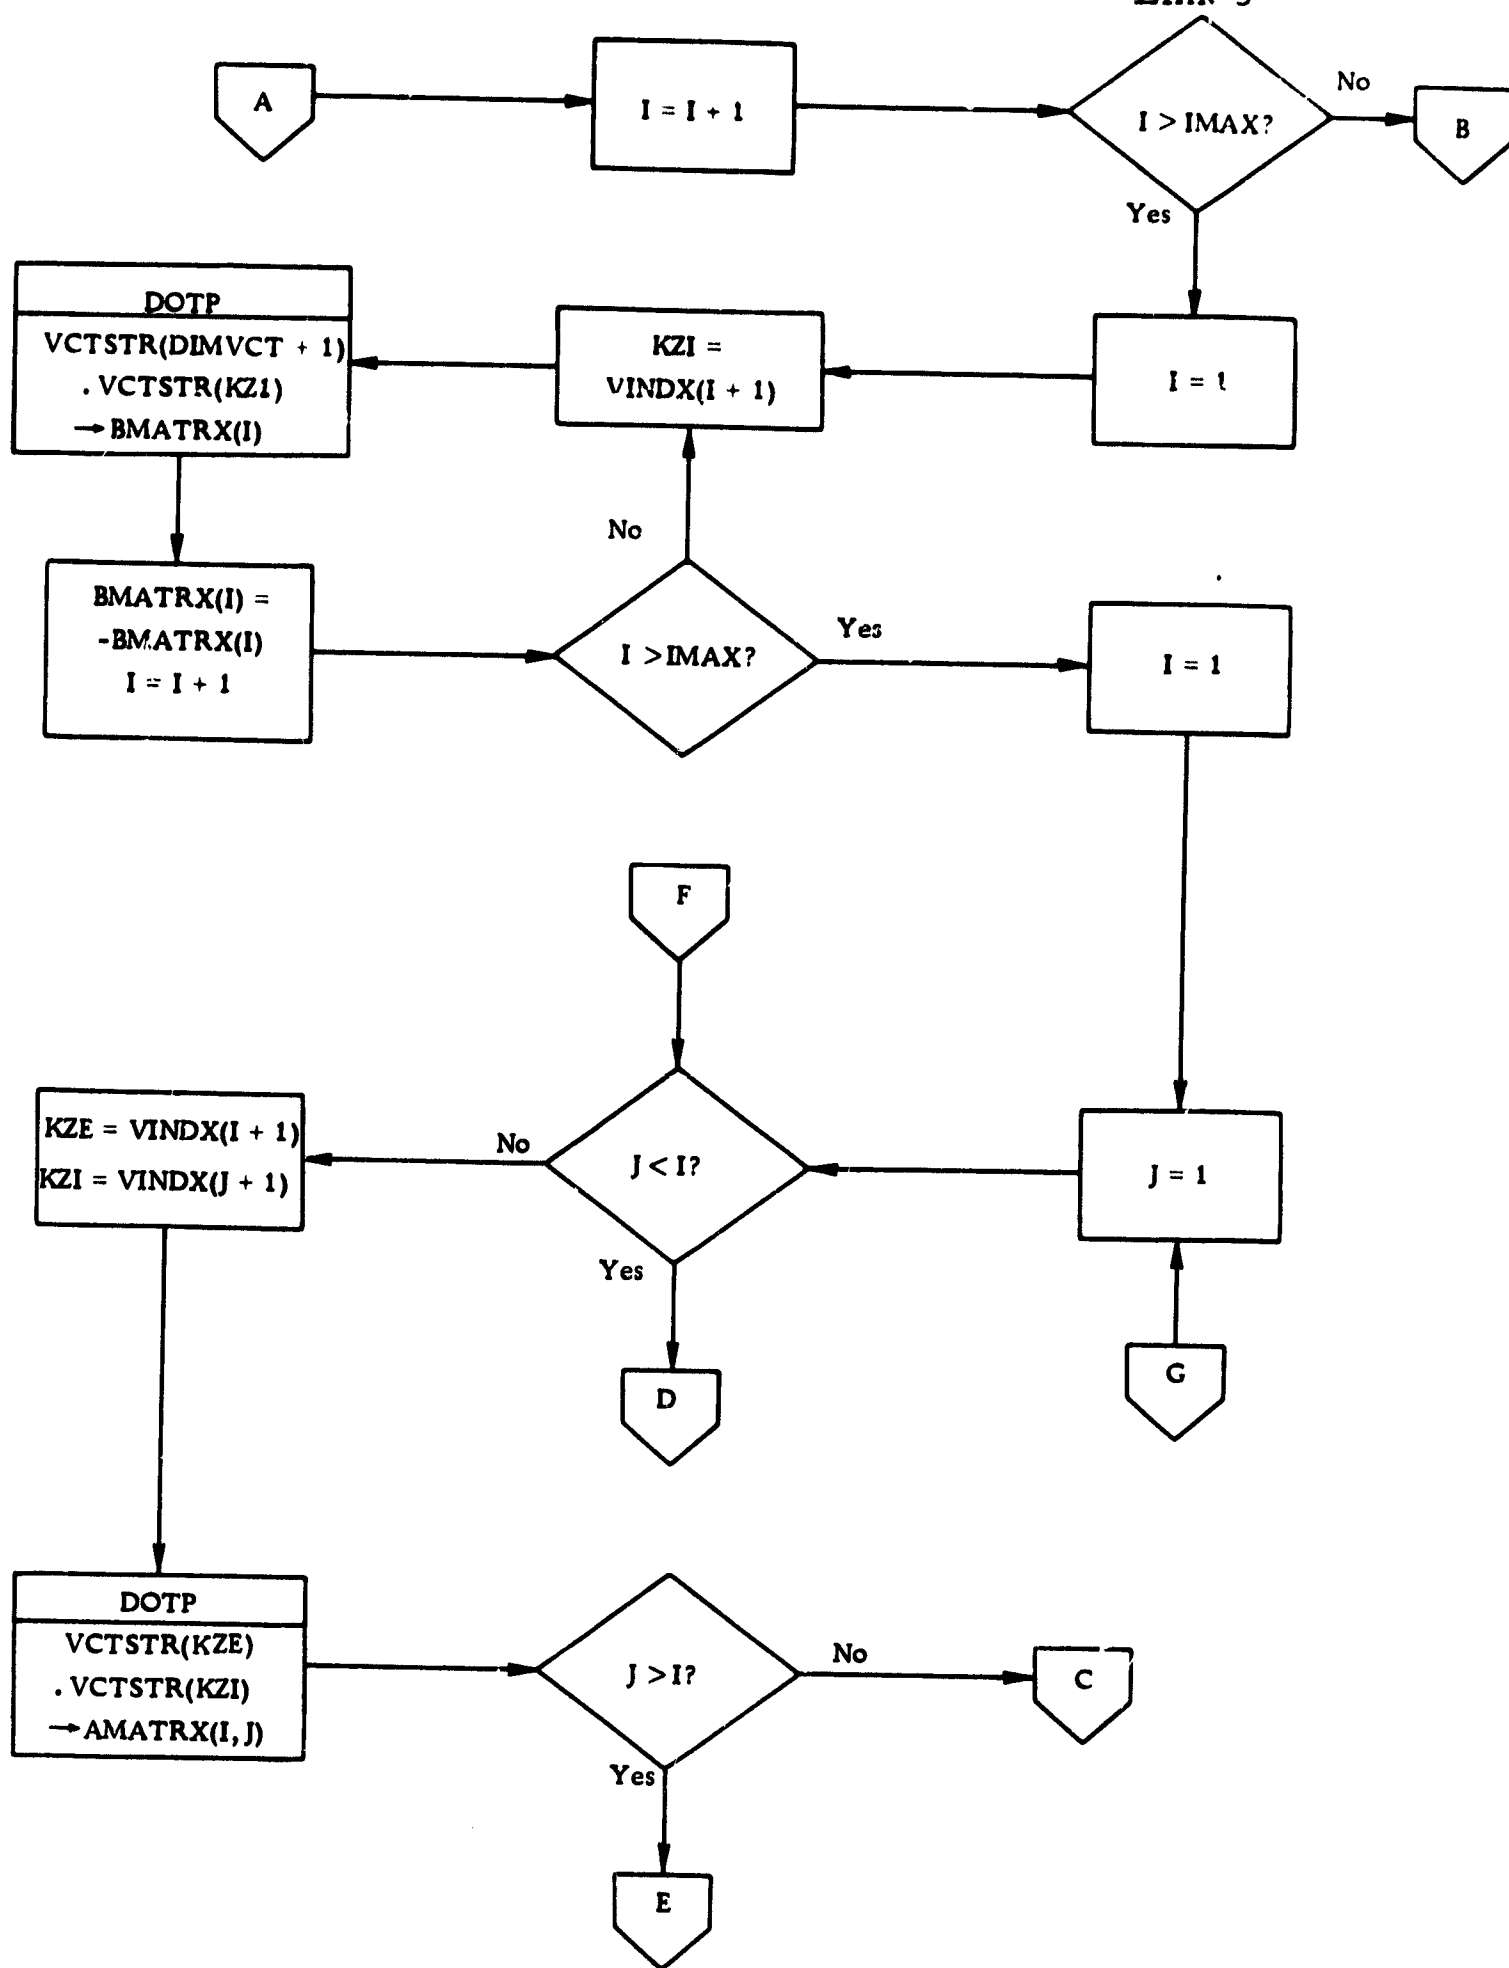 A
I = I + 1
I > IMAX?
No
B
Yes
DOTP
VCTSTR(DIMVCT + 1)
. VCTSTR(KZ1)
→ BMATRX(I)
KZI =
VINDX(I + 1)
I = 1
No
BMATRX(I) =
-BMATRX(I)
I = I + 1
I > IMAX?
Yes
I = 1
F
KZE = VINDX(I + 1)
KZI = VINDX(J + 1)
No
J < I?
J = 1
Yes
D
G
DOTP
VCTSTR(KZE)
. VCTSTR(KZI)
→ AMATRX(I, J)
J > I?
No
C
Yes
E